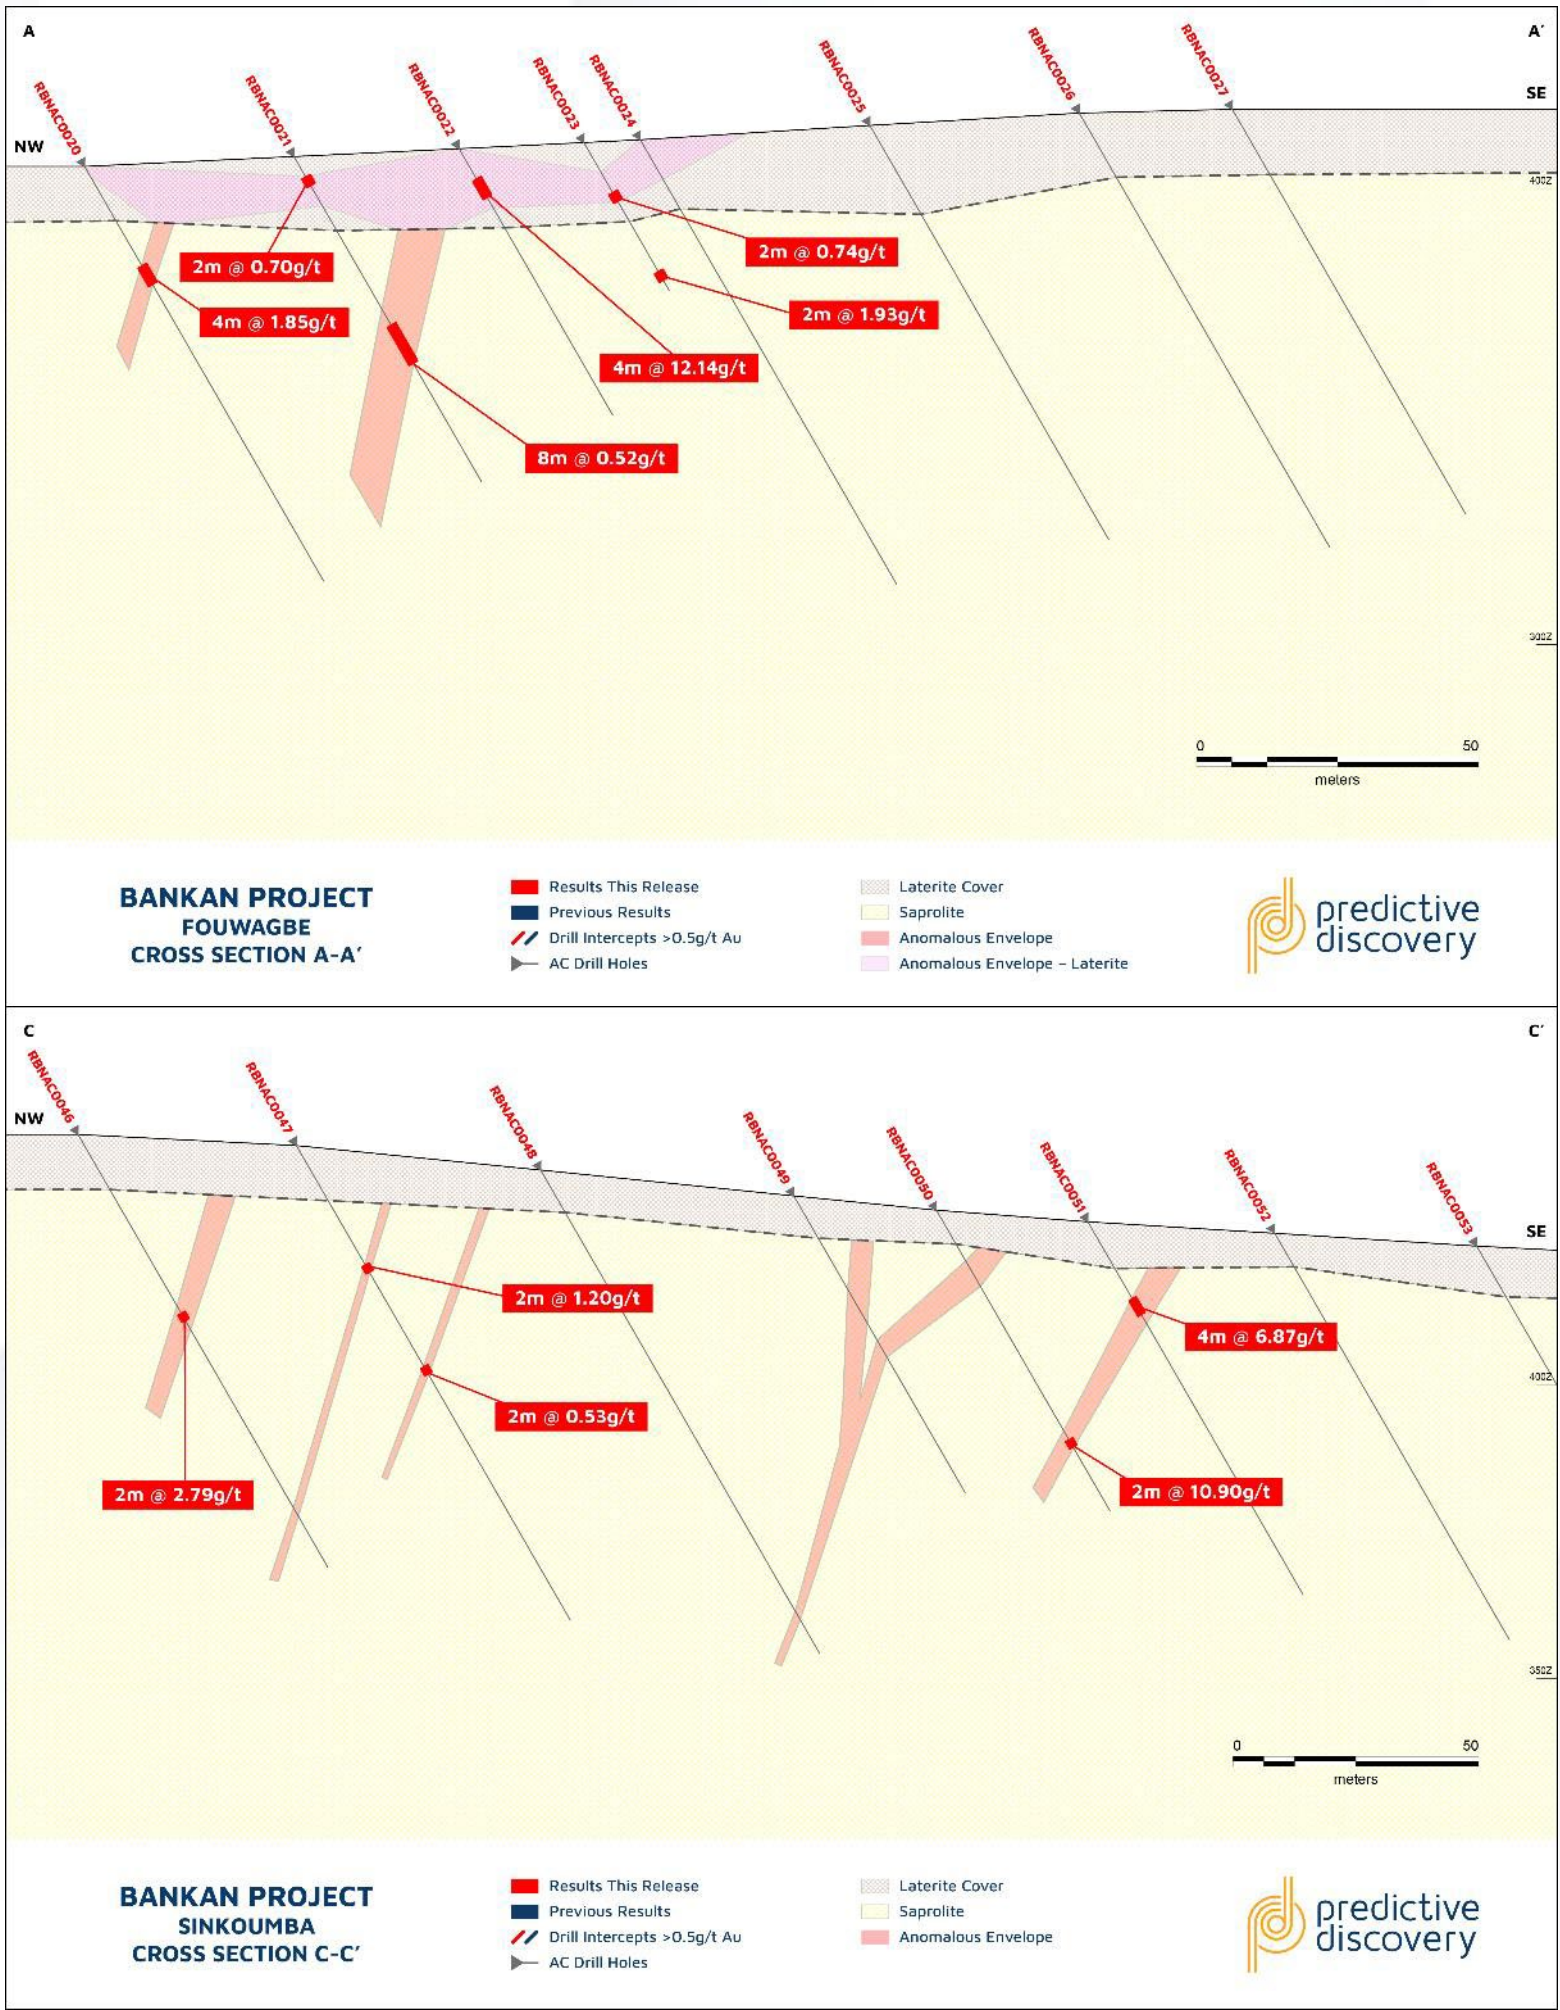 A
A′
RBNAC0020
RBNAC0021
RBNAC0022
RBNAC0023
RBNAC0024
RBNAC0025
RBNAC0026
RBNAC0027
NW
SE
400Z
2m @ 0.70g/t
4m @ 1.85g/t
2m @ 0.74g/t
2m @ 1.93g/t
4m @ 12.14g/t
8m @ 0.52g/t
300Z
0 50
meters
BANKAN PROJECT
FOUWAGBE
CROSS SECTION A-A′
Results This Release
Previous Results
Drill Intercepts >0.5g/t Au
AC Drill Holes
Laterite Cover
Saprolite
Anomalous Envelope
Anomalous Envelope – Laterite
predictive
discovery
C
C′
RBNAC0046
RBNAC0047
RBNAC0048
RBNAC0049
RBNAC0050
RBNAC0051
RBNAC0052
RBNAC0053
NW
SE
2m @ 1.20g/t
4m @ 6.87g/t
400Z
2m @ 0.53g/t
2m @ 2.79g/t
2m @ 10.90g/t
350Z
0 50
meters
BANKAN PROJECT
SINKOUMBA
CROSS SECTION C-C′
Results This Release
Previous Results
Drill Intercepts >0.5g/t Au
AC Drill Holes
Laterite Cover
Saprolite
Anomalous Envelope
predictive
discovery